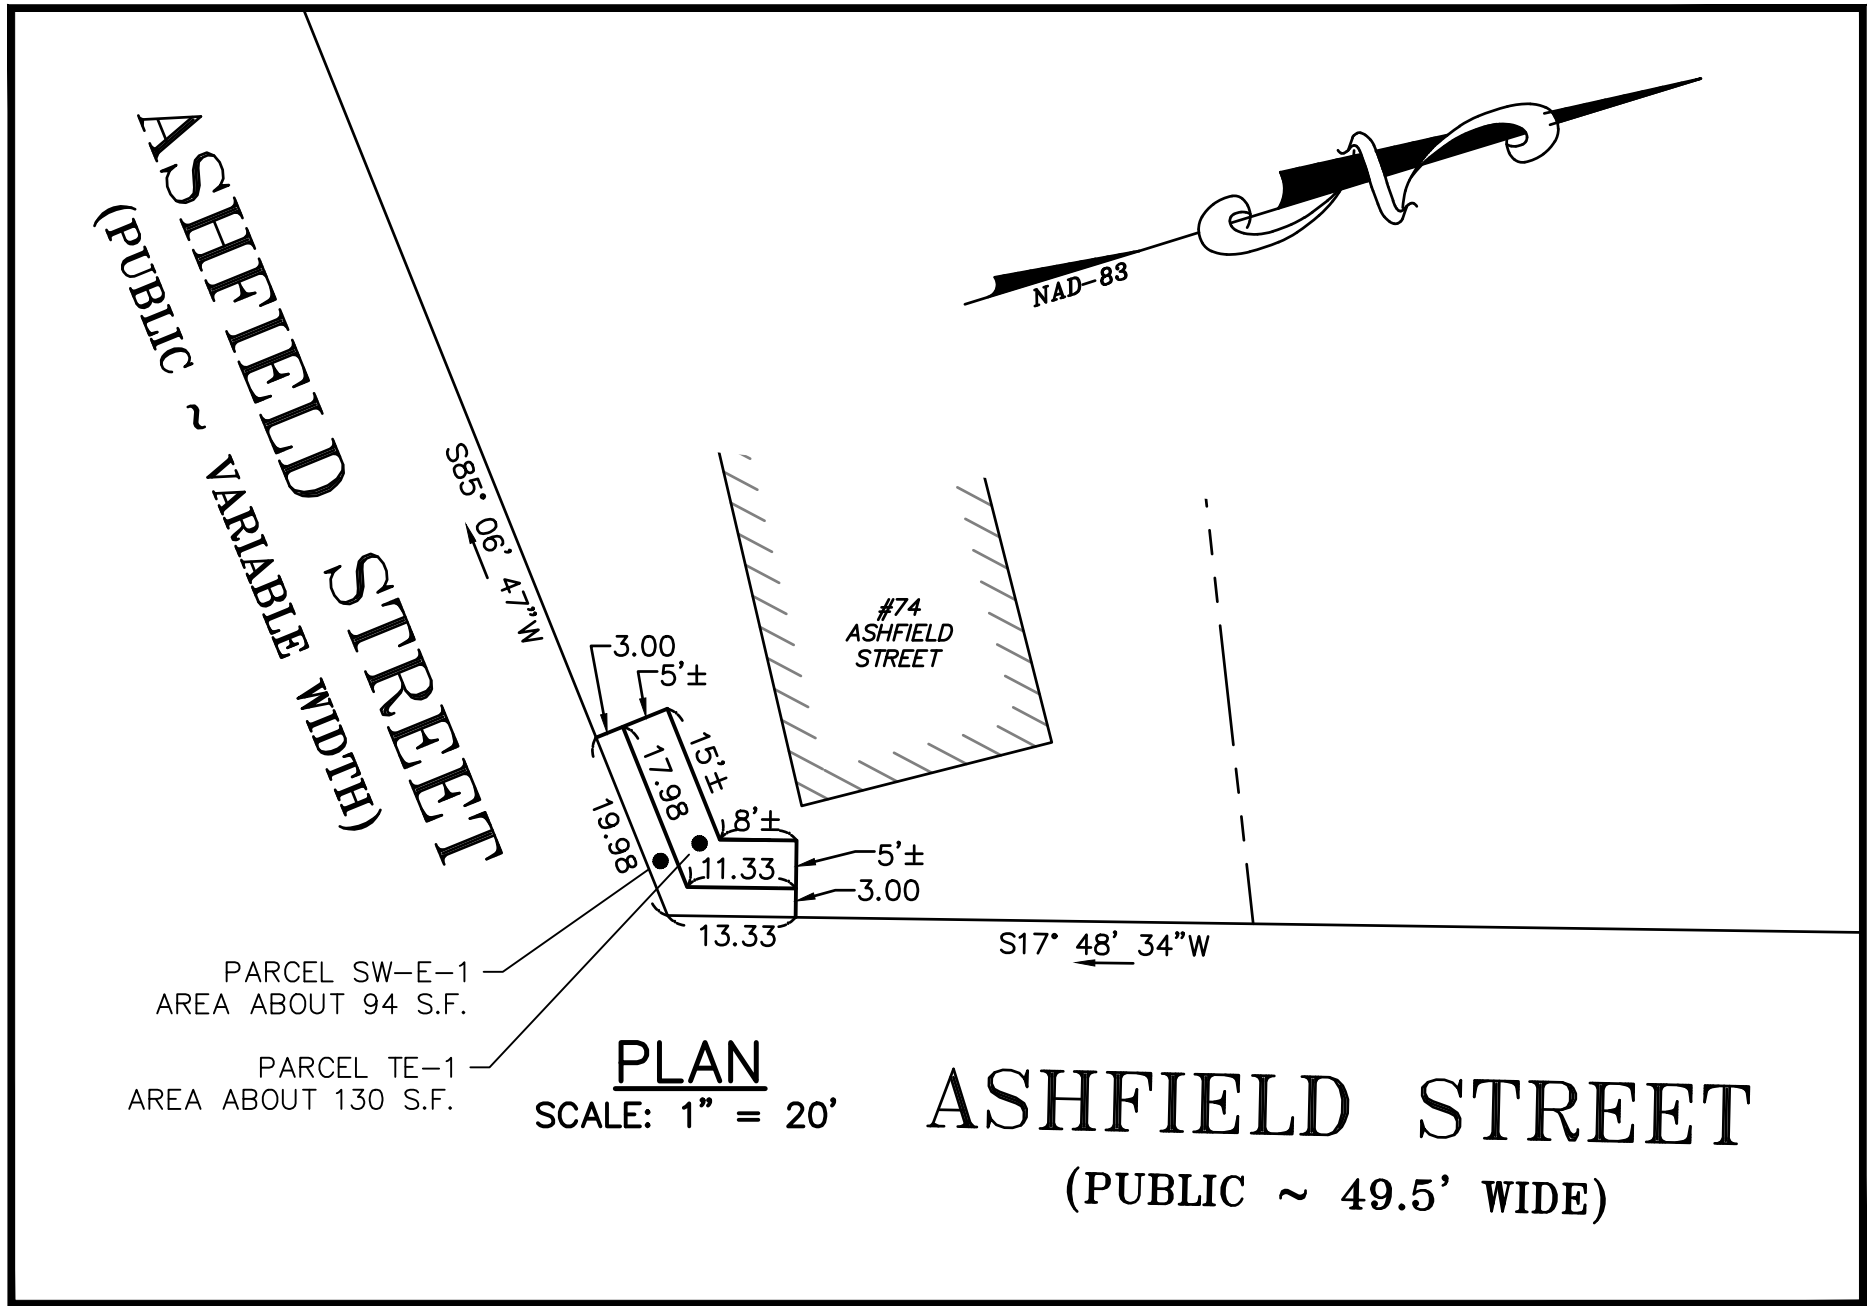 ASHFIELD STREET
(PUBLIC ~ VARIABLE WIDTH)
NAD-83
S85° 06' 47"W
#74
ASHFIELD
STREET
3.00
5'±
15'±
17.98
19.98
8'±
11.33
5'±
3.00
13.33
S17° 48' 34"W
PARCEL SW-E-1
AREA ABOUT 94 S.F.
PARCEL TE-1
AREA ABOUT 130 S.F.
PLAN
SCALE: 1" = 20'
ASHFIELD STREET
(PUBLIC ~ 49.5' WIDE)